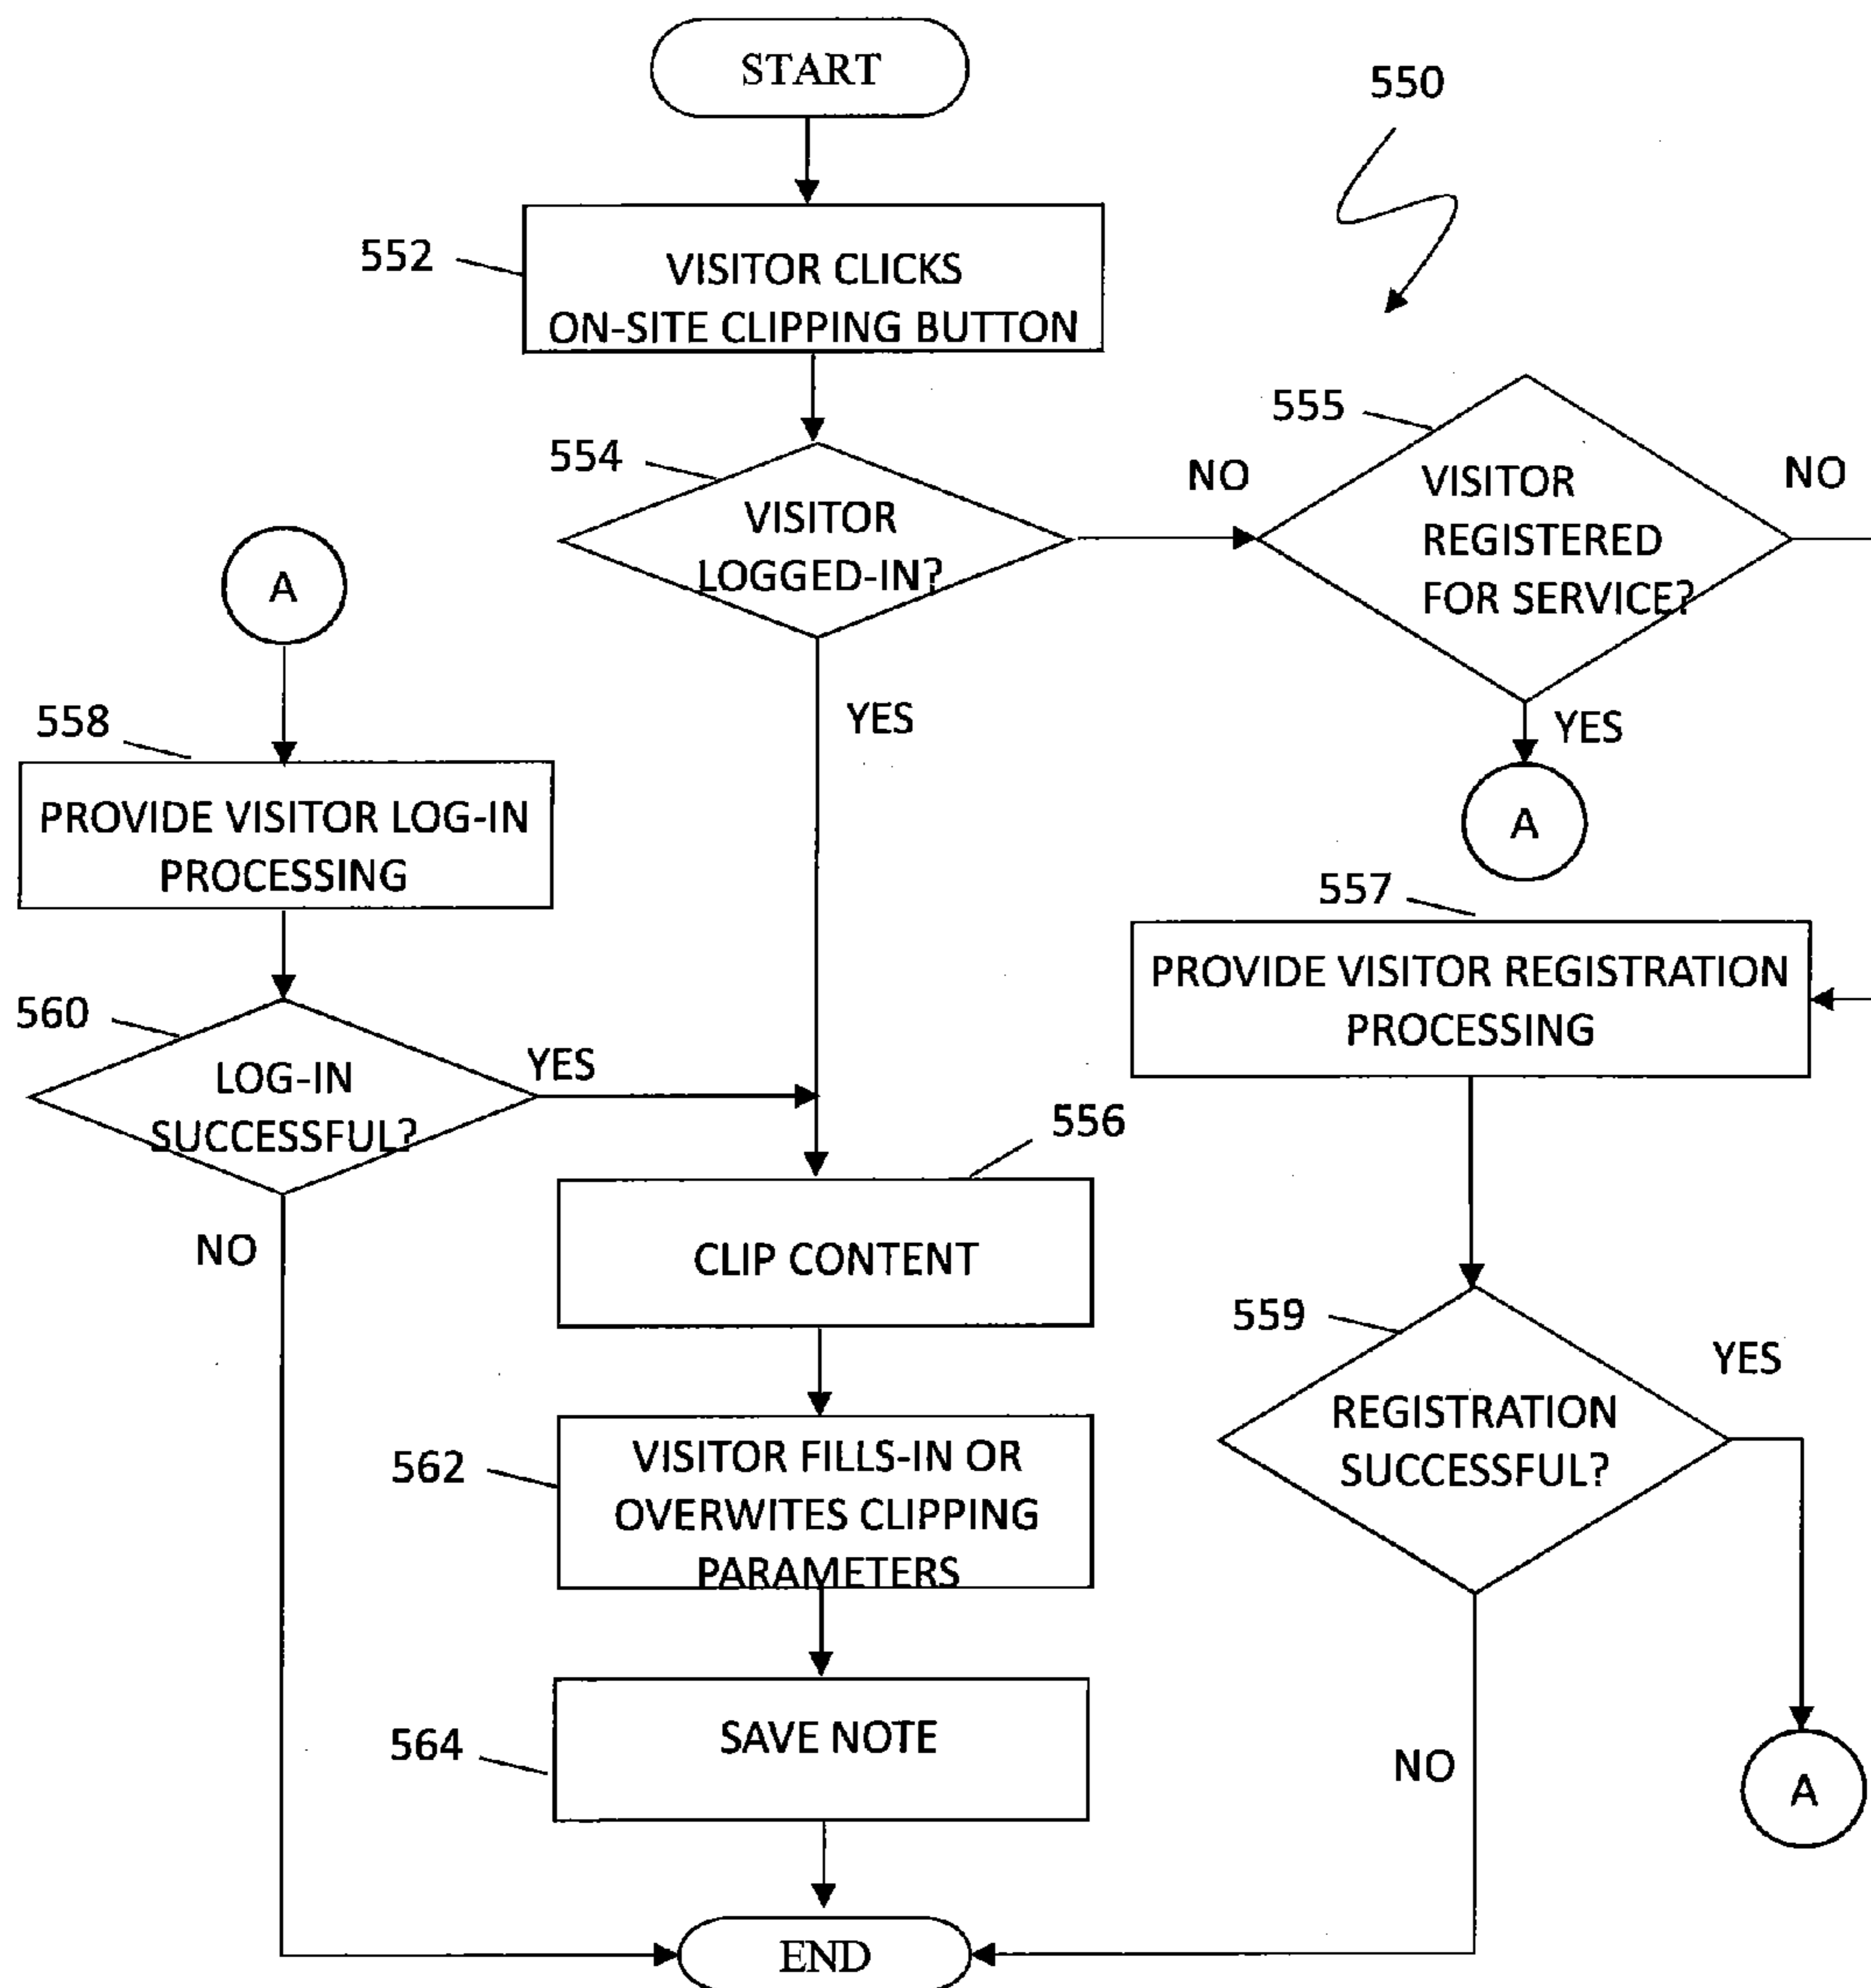 START
550
552
VISITOR CLICKS
ON-SITE CLIPPING BUTTON
555
554
NO
NO
VISITOR
LOGGED-IN?
VISITOR
REGISTERED
FOR SERVICE?
A
YES
YES
558
A
PROVIDE VISITOR LOG-IN
PROCESSING
557
PROVIDE VISITOR REGISTRATION
PROCESSING
560
YES
LOG-IN
SUCCESSFUL?
556
NO
CLIP CONTENT
559
YES
REGISTRATION
SUCCESSFUL?
562
VISITOR FILLS-IN OR
OVERWITES CLIPPING
PARAMETERS
564
SAVE NOTE
NO
A
END